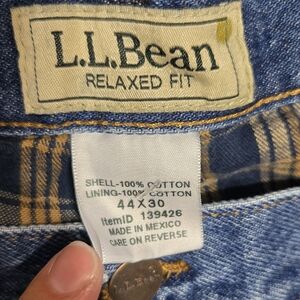 L.L.Bean
RELAXED FIT
SHELL-100% COTTON
LINING-100% COTTON
44X30
ItemID 139426
MADE IN MEXICO
CARE ON REVERSE
L.L.B.